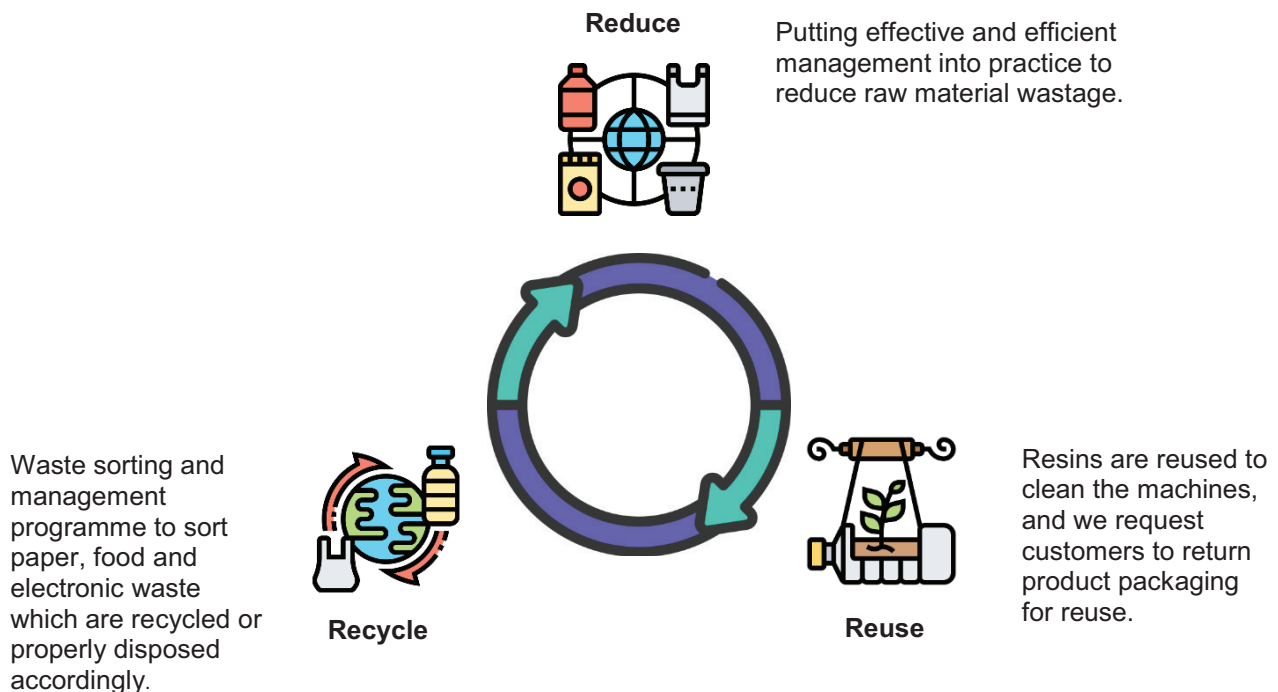 Reduce
Putting effective and efficient
management into practice to
reduce raw material wastage.
Resins are reused to
clean the machines,
and we request
customers to return
product packaging
for reuse.
Reuse
Waste sorting and
management
programme to sort
paper, food and
electronic waste
which are recycled or
properly disposed
accordingly.
Recycle